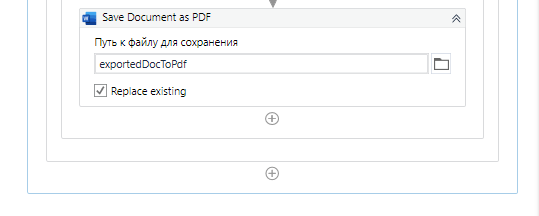 Save Document as PDF
Путь к файлу для сохранения
exportedDocToPdf
Replace existing